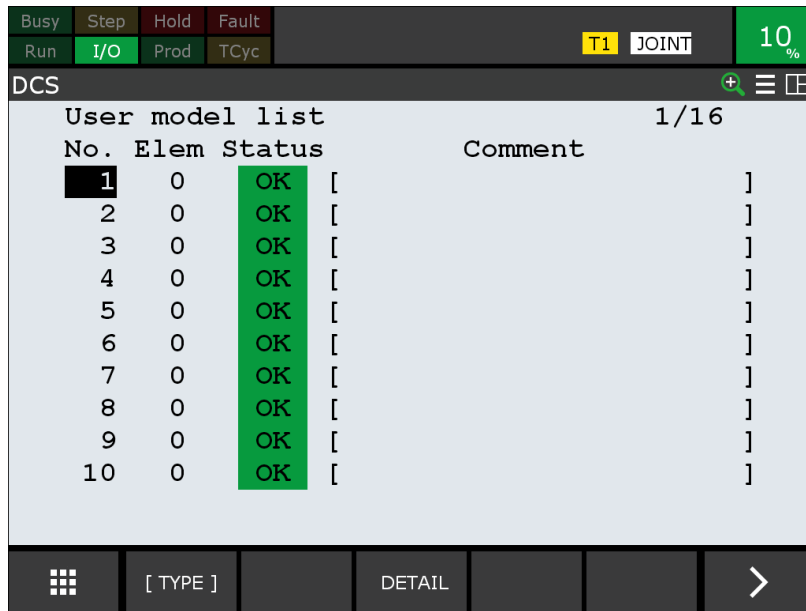 Busy Step Hold Fault
Run I/O Prod TCyc T1 JOINT 10%
DCS
User model list 1/16
No. Elem Status Comment
1 0 OK [ ]
2 0 OK [ ]
3 0 OK [ ]
4 0 OK [ ]
5 0 OK [ ]
6 0 OK [ ]
7 0 OK [ ]
8 0 OK [ ]
9 0 OK [ ]
10 0 OK [ ]
[ TYPE ] DETAIL